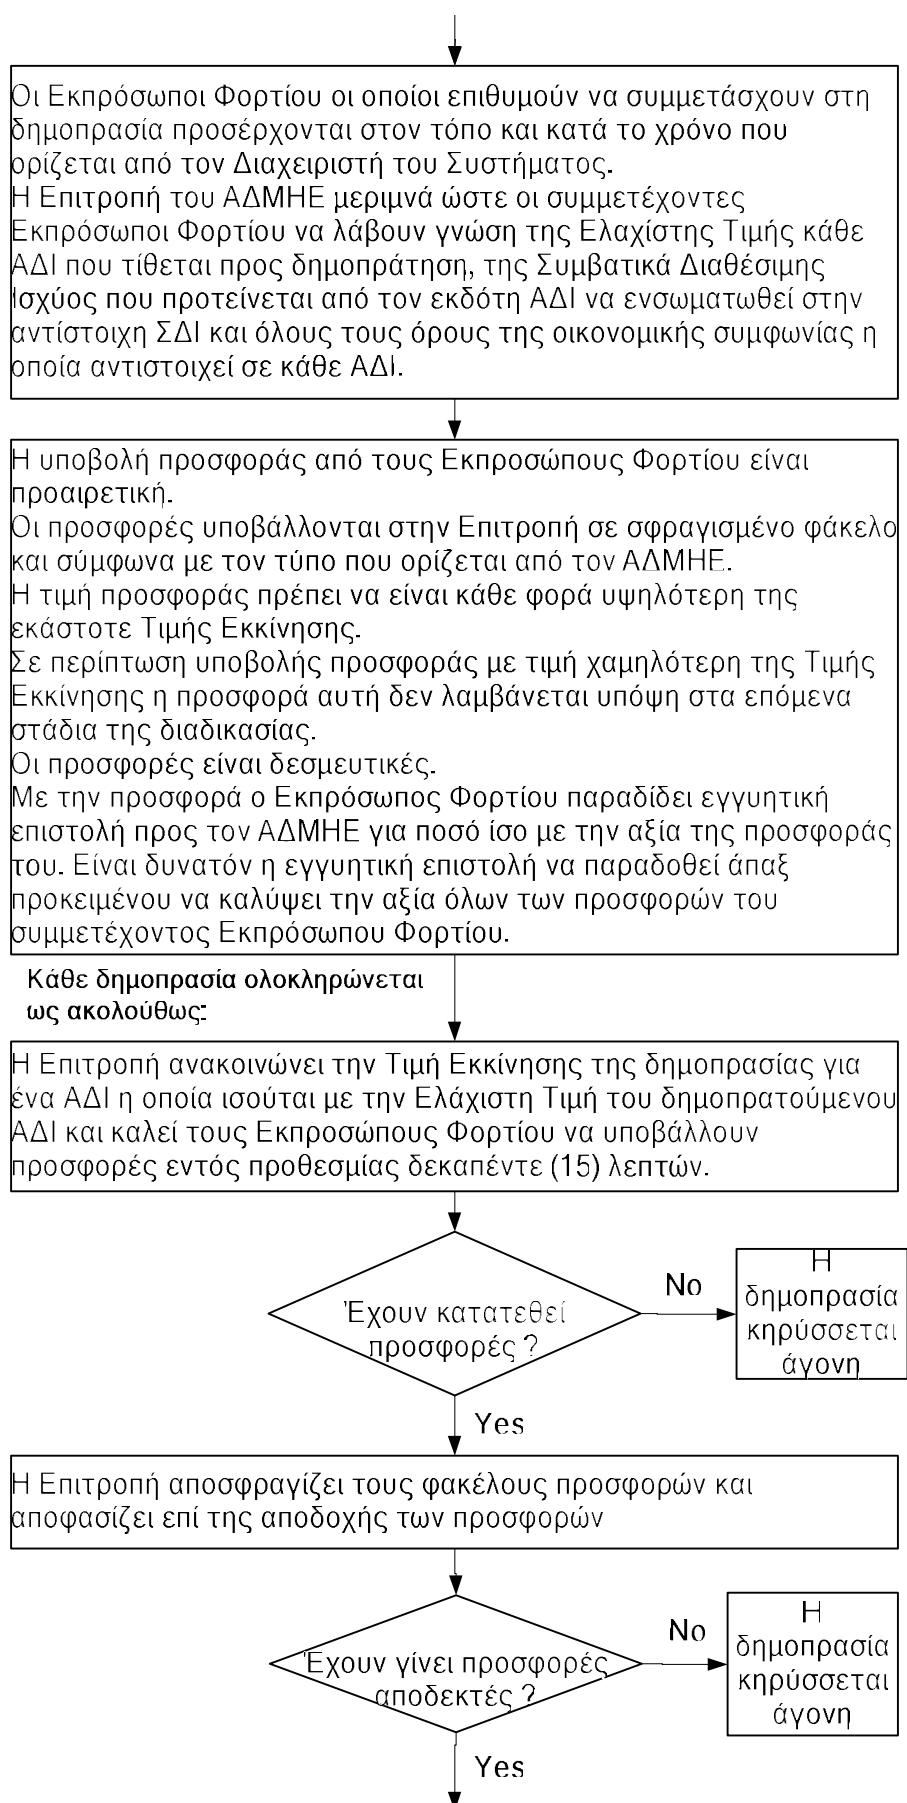 Οι Εκπρόσωποι Φορτίου οι οποίοι επιθυμούν να συμμετάσχουν στη
δημοπρασία προσέρχονται στον τόπο και κατά το χρόνο που
ορίζεται από τον Διαχειριστή του Συστήματος.
Η Επιτροπή του ΑΔΜΗΕ μεριμνά ώστε οι συμμετέχοντες
Εκπρόσωποι Φορτίου να λάβουν γνώση της Ελαχίστης Τιμής κάθε
ΑΔΙ που τίθεται προς δημοπράτηση, της Συμβατικά Διαθέσιμης
Ισχύος που προτείνεται από τον εκδότη ΑΔΙ να ενσωματωθεί στην
αντίστοιχη ΣΔΙ και όλους τους όρους της οικονομικής συμφωνίας η
οποία αντιστοιχεί σε κάθε ΑΔΙ.
Η υποβολή προσφοράς από τους Εκπροσώπους Φορτίου είναι
προαιρετική.
Οι προσφορές υποβάλλονται στην Επιτροπή σε σφραγισμένο φάκελο
και σύμφωνα με τον τύπο που ορίζεται από τον ΑΔΜΗΕ.
Η τιμή προσφοράς πρέπει να είναι κάθε φορά υψηλότερη της
εκάστοτε Τιμής Εκκίνησης.
Σε περίπτωση υποβολής προσφοράς με τιμή χαμηλότερη της Τιμής
Εκκίνησης η προσφορά αυτή δεν λαμβάνεται υπόψη στα επόμενα
στάδια της διαδικασίας.
Οι προσφορές είναι δεσμευτικές.
Με την προσφορά ο Εκπρόσωπος Φορτίου παραδίδει εγγυητική
επιστολή προς τον ΑΔΜΗΕ για ποσό ίσο με την αξία της προσφοράς
του. Είναι δυνατόν η εγγυητική επιστολή να παραδοθεί άπαξ
προκειμένου να καλύψει την αξία όλων των προσφορών του
συμμετέχοντος Εκπρόσωπου Φορτίου.
Κάθε δημοπρασία ολοκληρώνεται
ως ακολούθως:
Η Επιτροπή ανακοινώνει την Τιμή Εκκίνησης της δημοπρασίας για
ένα ΑΔΙ η οποία ισούται με την Ελάχιστη Τιμή του δημοπρατούμενου
ΑΔΙ και καλεί τους Εκπροσώπους Φορτίου να υποβάλλουν
προσφορές εντός προθεσμίας δεκαπέντε (15) λεπτών.
Έχουν κατατεθεί
προσφορές ?
No
Η
δημοπρασία
κηρύσσεται
άγονη
Yes
Η Επιτροπή αποσφραγίζει τους φακέλους προσφορών και
αποφασίζει επί της αποδοχής των προσφορών
Έχουν γίνει προσφορές
αποδεκτές ?
No
Η
δημοπρασία
κηρύσσεται
άγονη
Yes